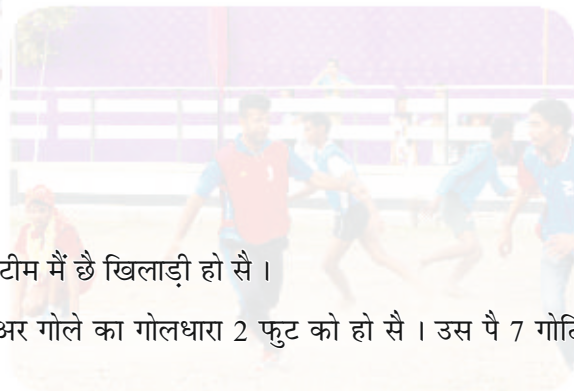 टीम मैं छै खिलाड़ी हो सै ।
अर गोले का गोलधारा 2 फुट को हो सै । उस पै 7